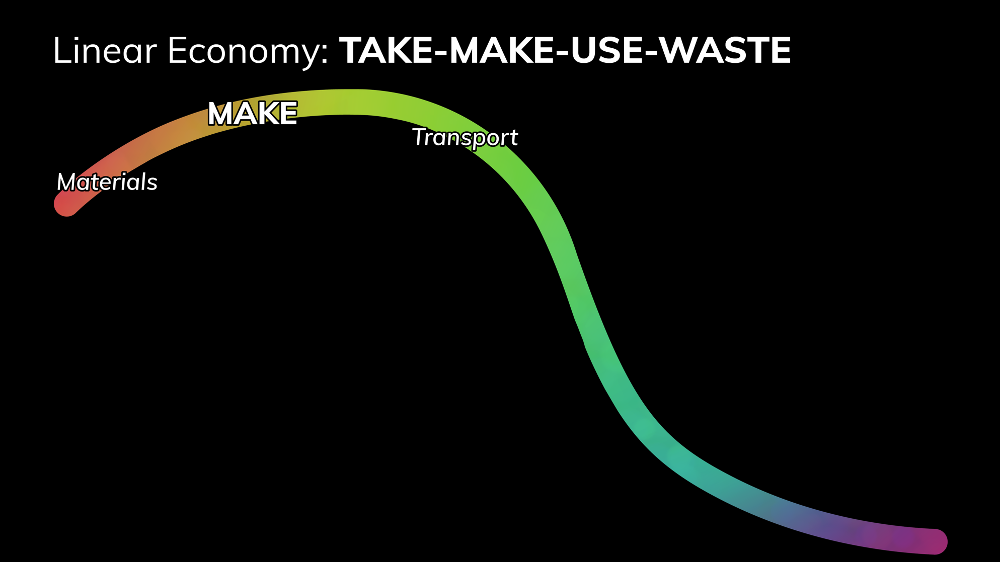 Linear Economy: TAKE-MAKE-USE-WASTE
MAKE
Transport
Materials